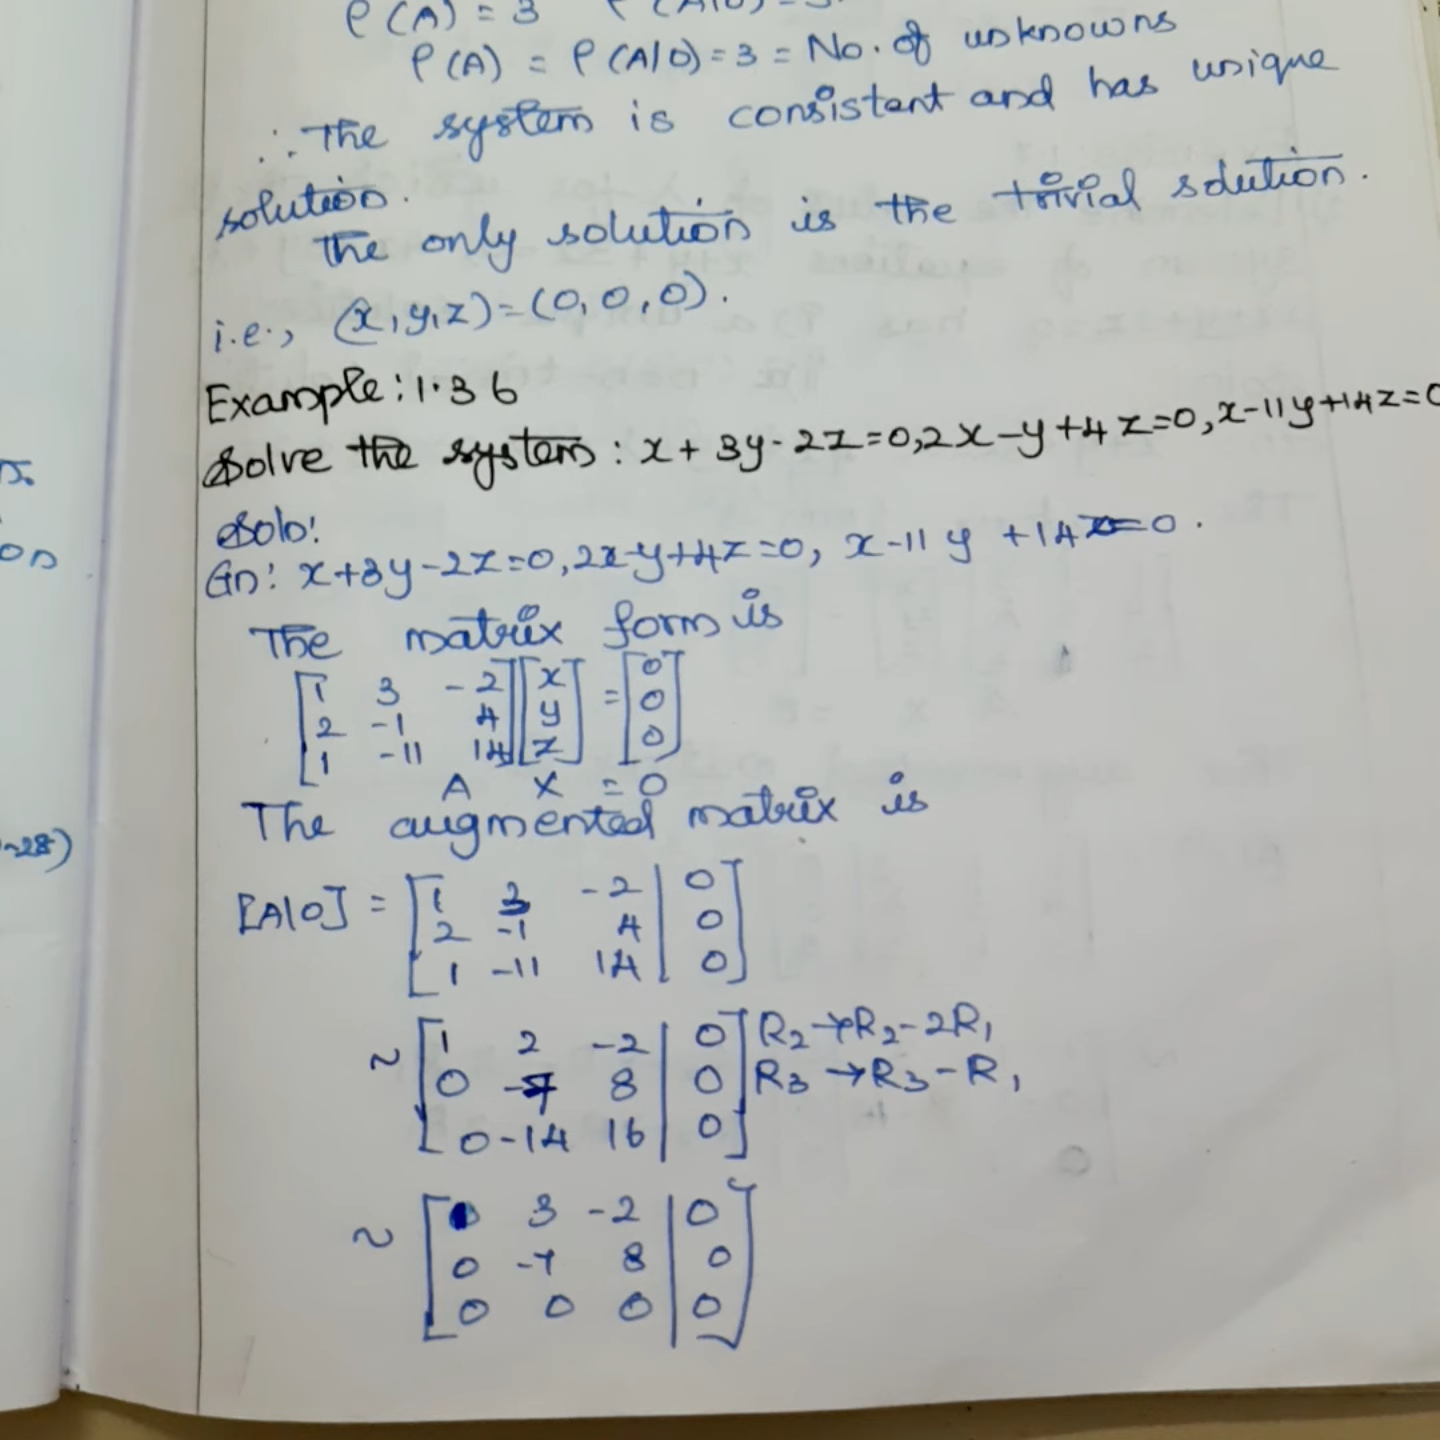 ρ(A) = 3
ρ(A) = ρ(A|0) = 3 = No. of unknowns
∴ The system is consistent and has unique
solution.
The only solution is the trivial solution.
i.e., (x,y,z) = (0,0,0).
Example: 1.36
Solve the system: x+3y-2z=0, 2x-y+4z=0, x-11y+14z=0
Soln:
Gn: x+3y-2z=0, 2x-y+4z=0, x-11y+14z=0.
The matrix form is
[1 3 -2] [x] = [0]
[2 -1 4] [y] [0]
[1 -11 14] [z] [0]
A X = 0
The augmented matrix is
[A|0] = [1 3 -2 | 0]
[2 -1 4 | 0]
[1 -11 14 | 0]
~ [1 2 -2 | 0] R2→R2-2R1
[0 -7 8 | 0] R3→R3-R1
[0 -14 16 | 0]
~ [ 3 -2 | 0]
[0 -7 8 | 0]
[0 0 0 | 0]
-28)